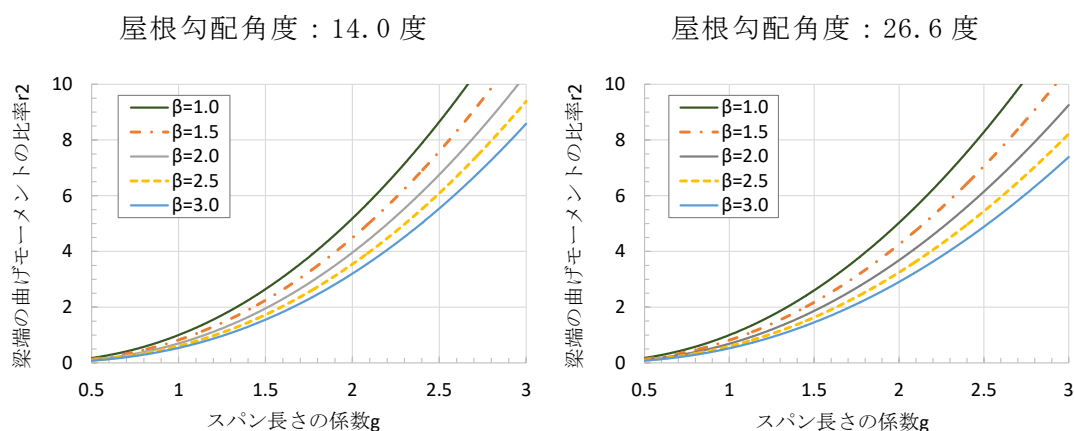 屋根勾配角度：14.0 度
梁端の曲げモーメントの比率r2
10
8
6
4
2
0
β=1.0
β=1.5
β=2.0
β=2.5
β=3.0
0.5 1 1.5 2 2.5 3
スパン長さの係数g
屋根勾配角度：26.6 度
梁端の曲げモーメントの比率r2
10
8
6
4
2
0
β=1.0
β=1.5
β=2.0
β=2.5
β=3.0
0.5 1 1.5 2 2.5 3
スパン長さの係数g